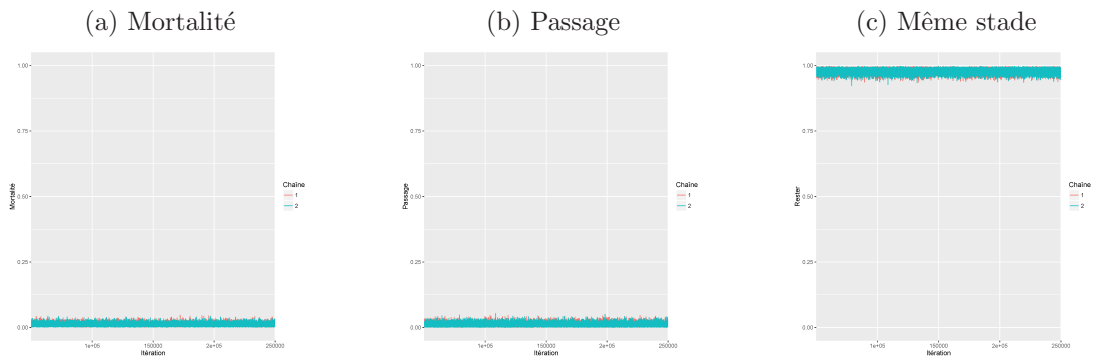 (a) Mortalité
(b) Passage
(c) Même stade
1.00
0.75
0.50
0.25
0.00
Mortalité
1e+05
150000
2e+05
250000
Itération
Chaîne
1
2
1.00
0.75
0.50
0.25
0.00
Passage
1e+05
150000
2e+05
250000
Itération
Chaîne
1
2
1.00
0.75
0.50
0.25
0.00
Rester
1e+05
150000
2e+05
250000
Itération
Chaîne
1
2